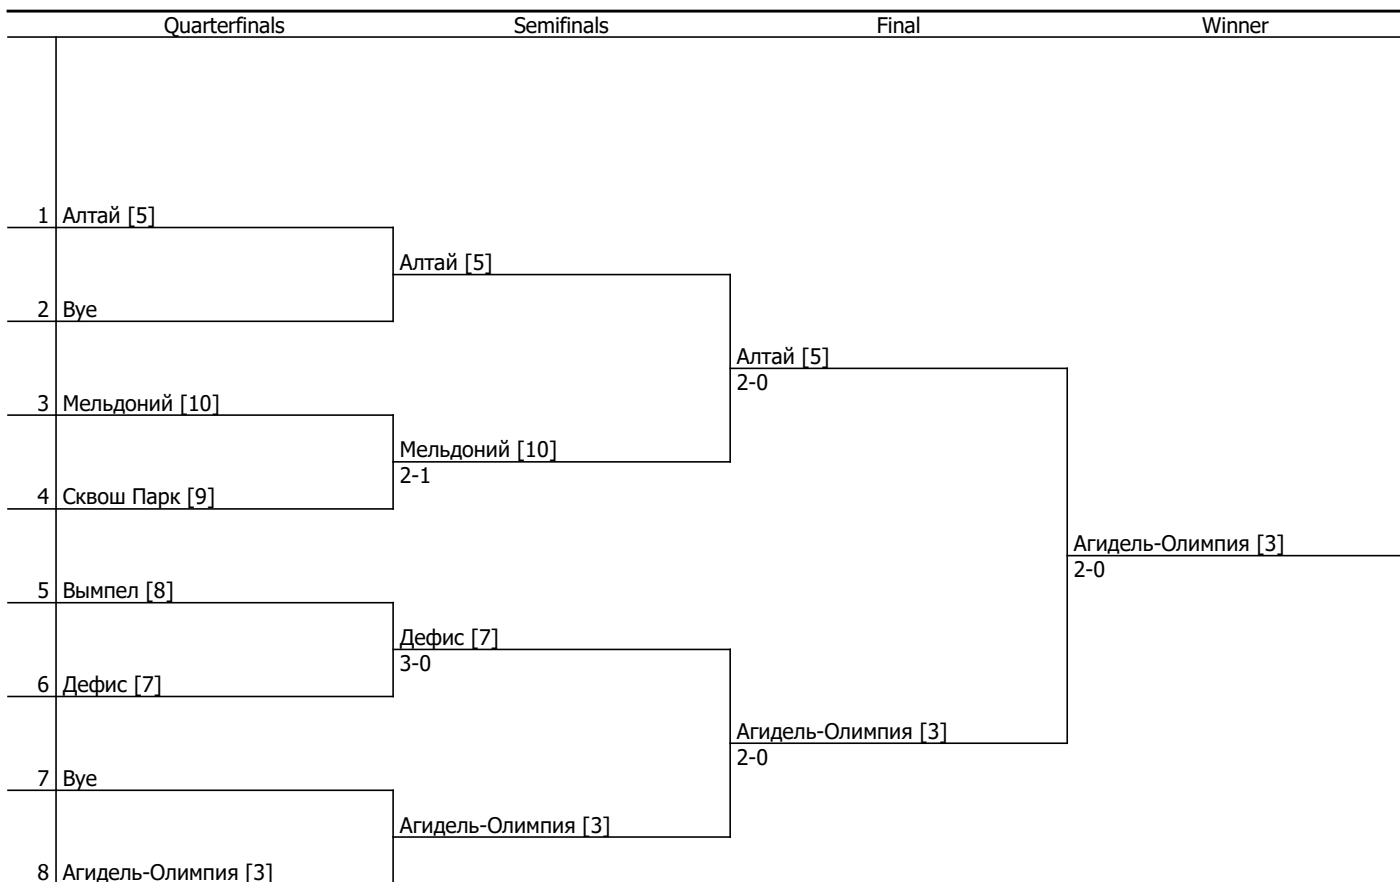 Quarterfinals Semifinals Final Winner
1 Алтай [5]
Алтай [5]
2 Bye
Алтай [5]
2-0
3 Мельдоний [10]
Мельдоний [10]
2-1
4 Сквош Парк [9]
Агидель-Олимпия [3]
2-0
5 Вымпел [8]
Дефис [7]
3-0
6 Дефис [7]
Агидель-Олимпия [3]
2-0
7 Bye
Агидель-Олимпия [3]
8 Агидель-Олимпия [3]